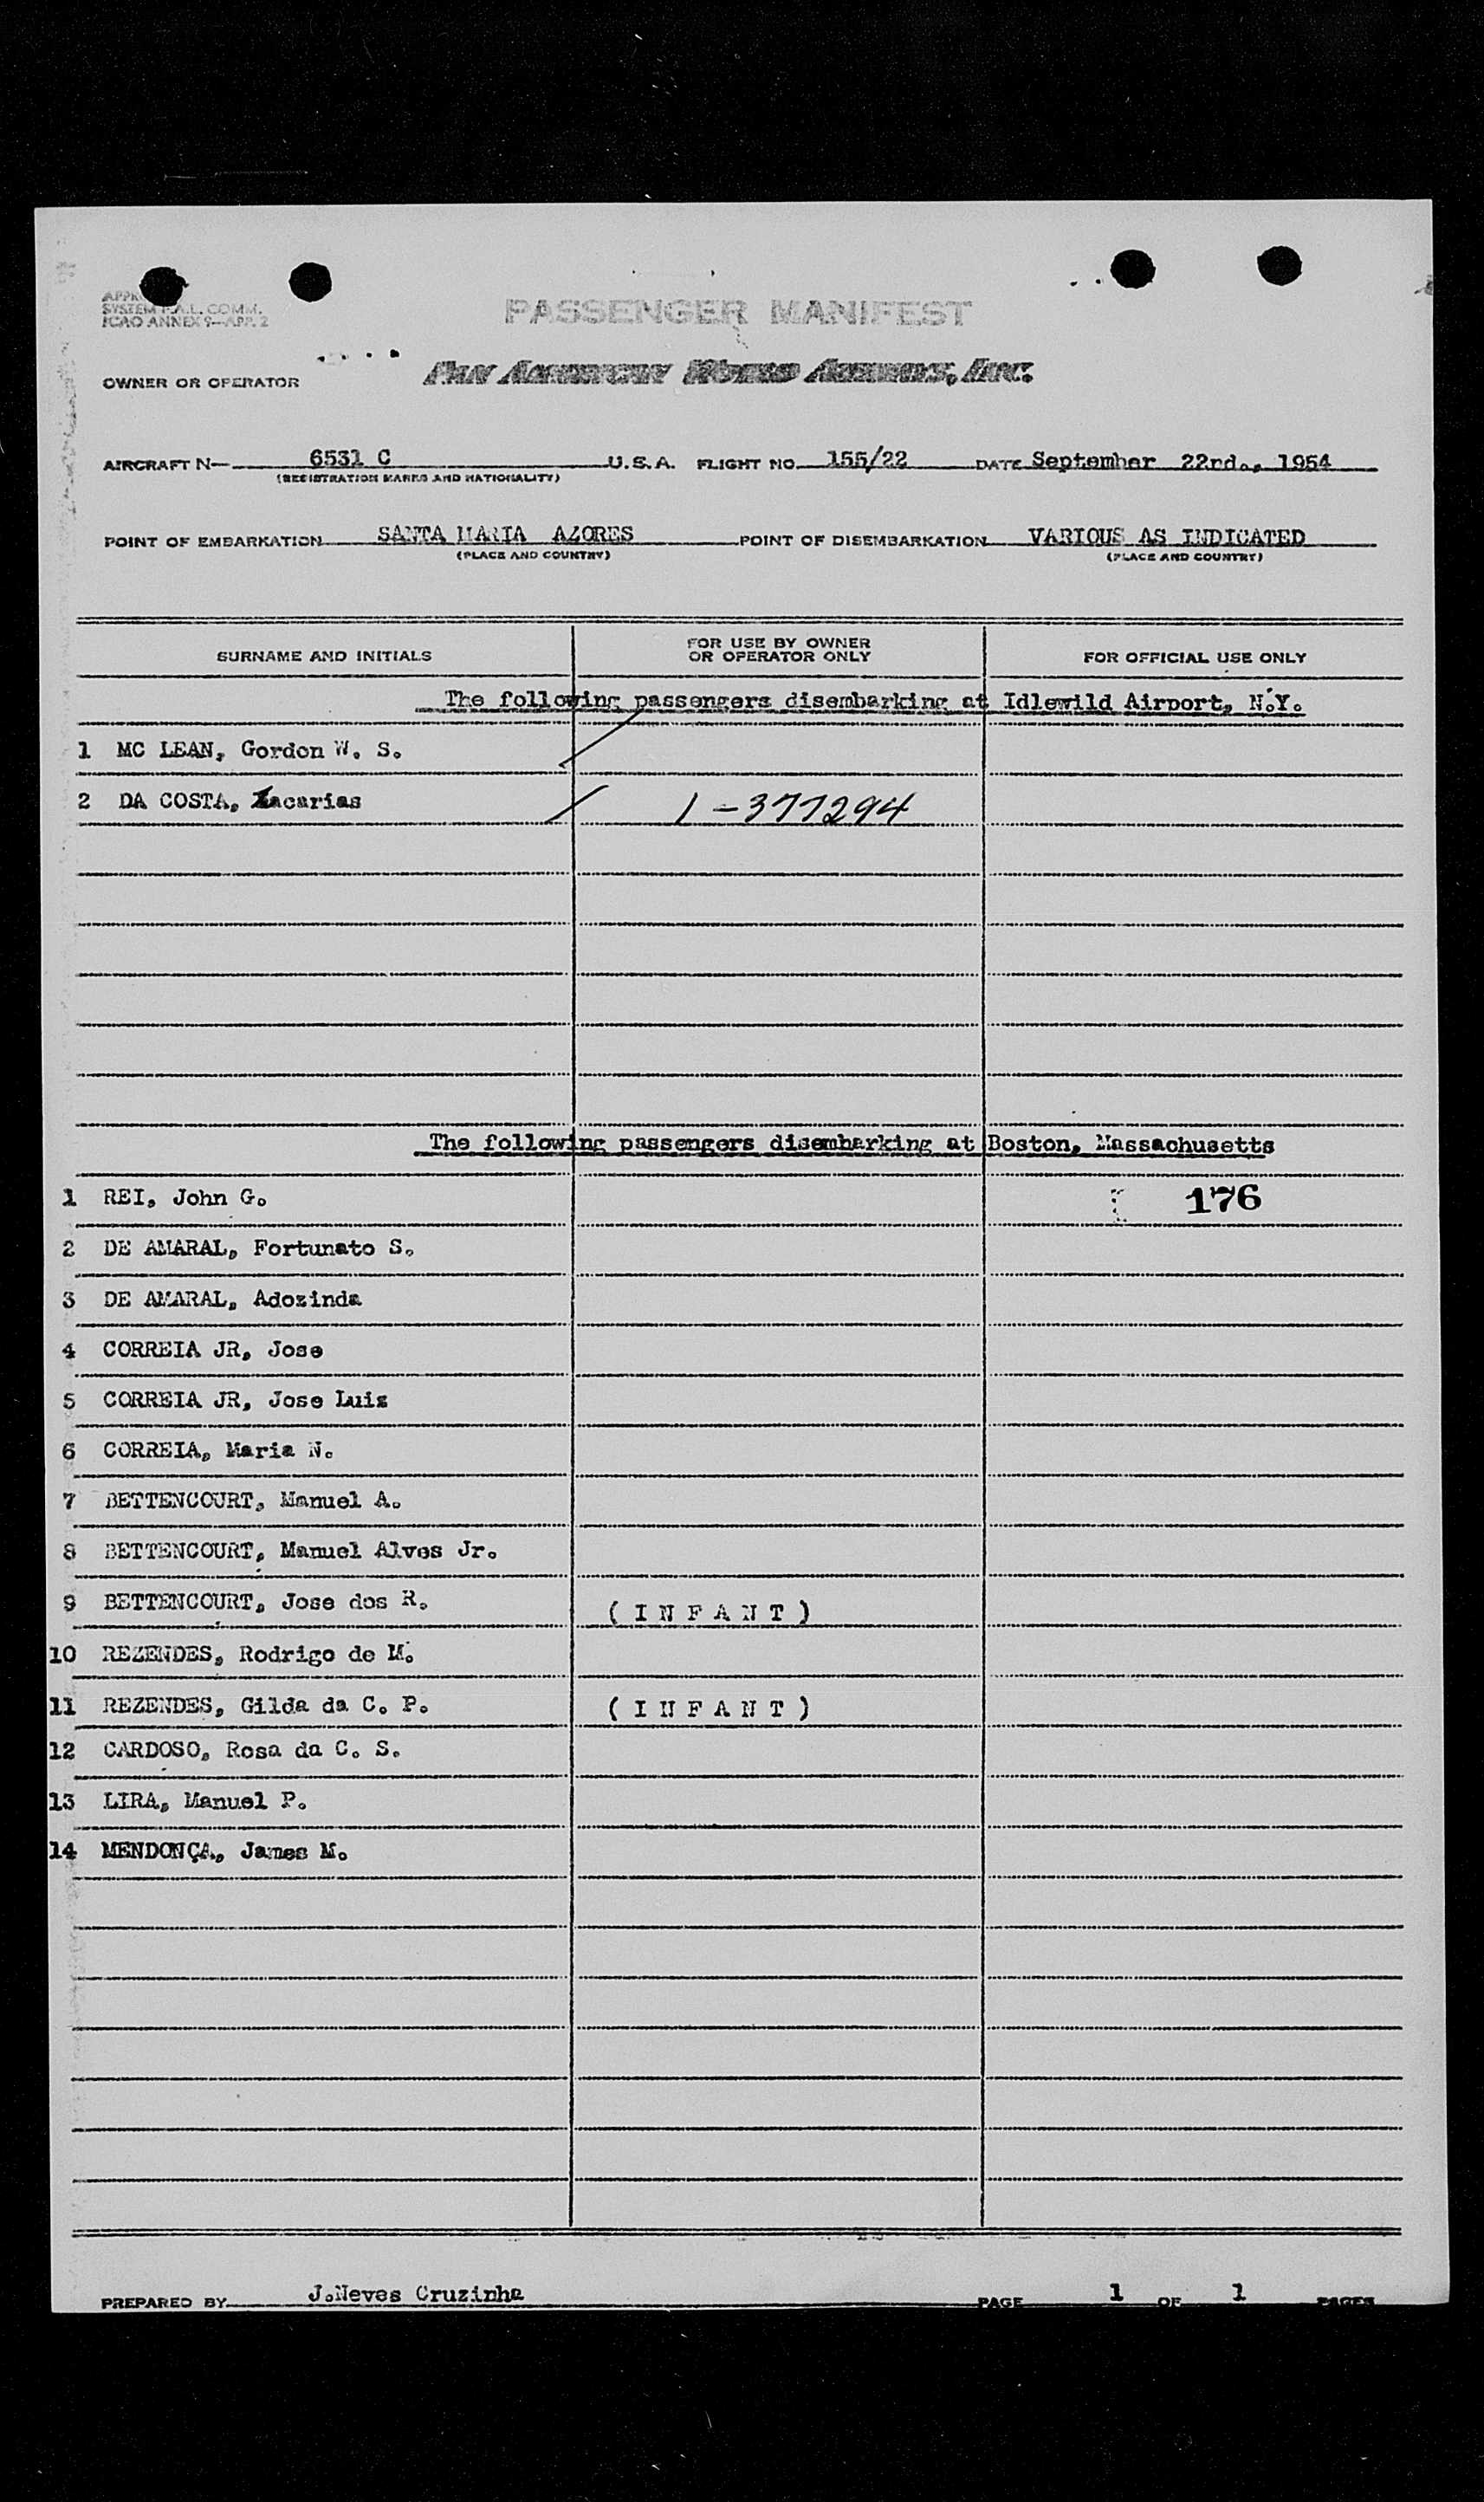 SYSTEM F.A.L. COMM.
ICAO ANNEX 9—APP. 2
PASSENGER MANIFEST
OWNER OR OPERATOR PAN AMERICAN WORLD AIRWAYS, INC.
AIRCRAFT N— 6531 C U.S.A. FLIGHT NO. 155/22 DATE September 22nd., 1954
(REGISTRATION MARKS AND NATIONALITY)
POINT OF EMBARKATION SANTA MARIA AZORES POINT OF DISEMBARKATION VARIOUS AS INDICATED
(PLACE AND COUNTRY) (PLACE AND COUNTRY)
SURNAME AND INITIALS FOR USE BY OWNER OR OPERATOR ONLY FOR OFFICIAL USE ONLY
The following passengers disembarking at Idlewild Airport, N.Y.
1 MC LEAN, Gordon W. S.
2 DA COSTA, Zacarias 1-377294
The following passengers disembarking at Boston, Massachusetts
1 REI, John G. 176
2 DE AMARAL, Fortunato S.
3 DE AMARAL, Adozinda
4 CORREIA JR, Jose
5 CORREIA JR, Jose Luiz
6 CORREIA, Maria N.
7 BETTENCOURT, Manuel A.
8 BETTENCOURT, Manuel Alves Jr.
9 BETTENCOURT, Jose dos R. ( I N F A N T )
10 REZENDES, Rodrigo de M.
11 REZENDES, Gilda da C. P. ( I N F A N T )
12 CARDOSO, Rosa da C. S.
13 LIRA, Manuel P.
14 MENDONÇA, James M.
PREPARED BY J.Neves Cruzinha PAGE 1 OF 1 PAGES